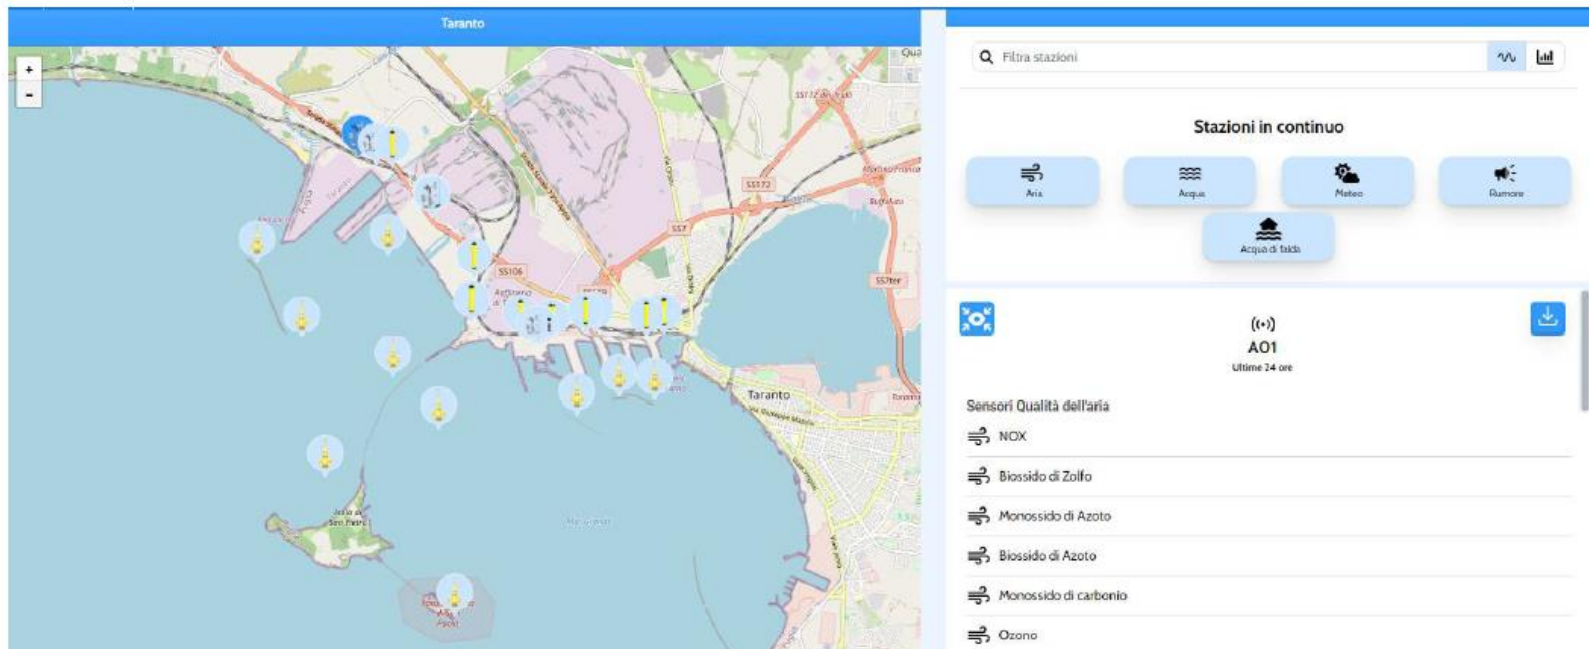 Taranto
+
-
SS172
SS7
SS106
SS7ter
Taranto
Mar Grande
Filtra stazioni
Stazioni in continuo
Aria
Acqua
Meteo
Rumore
Acqua di falda
A01
Ultime 24 ore
Sensori Qualità dell'aria
NOX
Biossido di Zolfo
Monossido di Azoto
Biossido di Azoto
Monossido di carbonio
Ozono